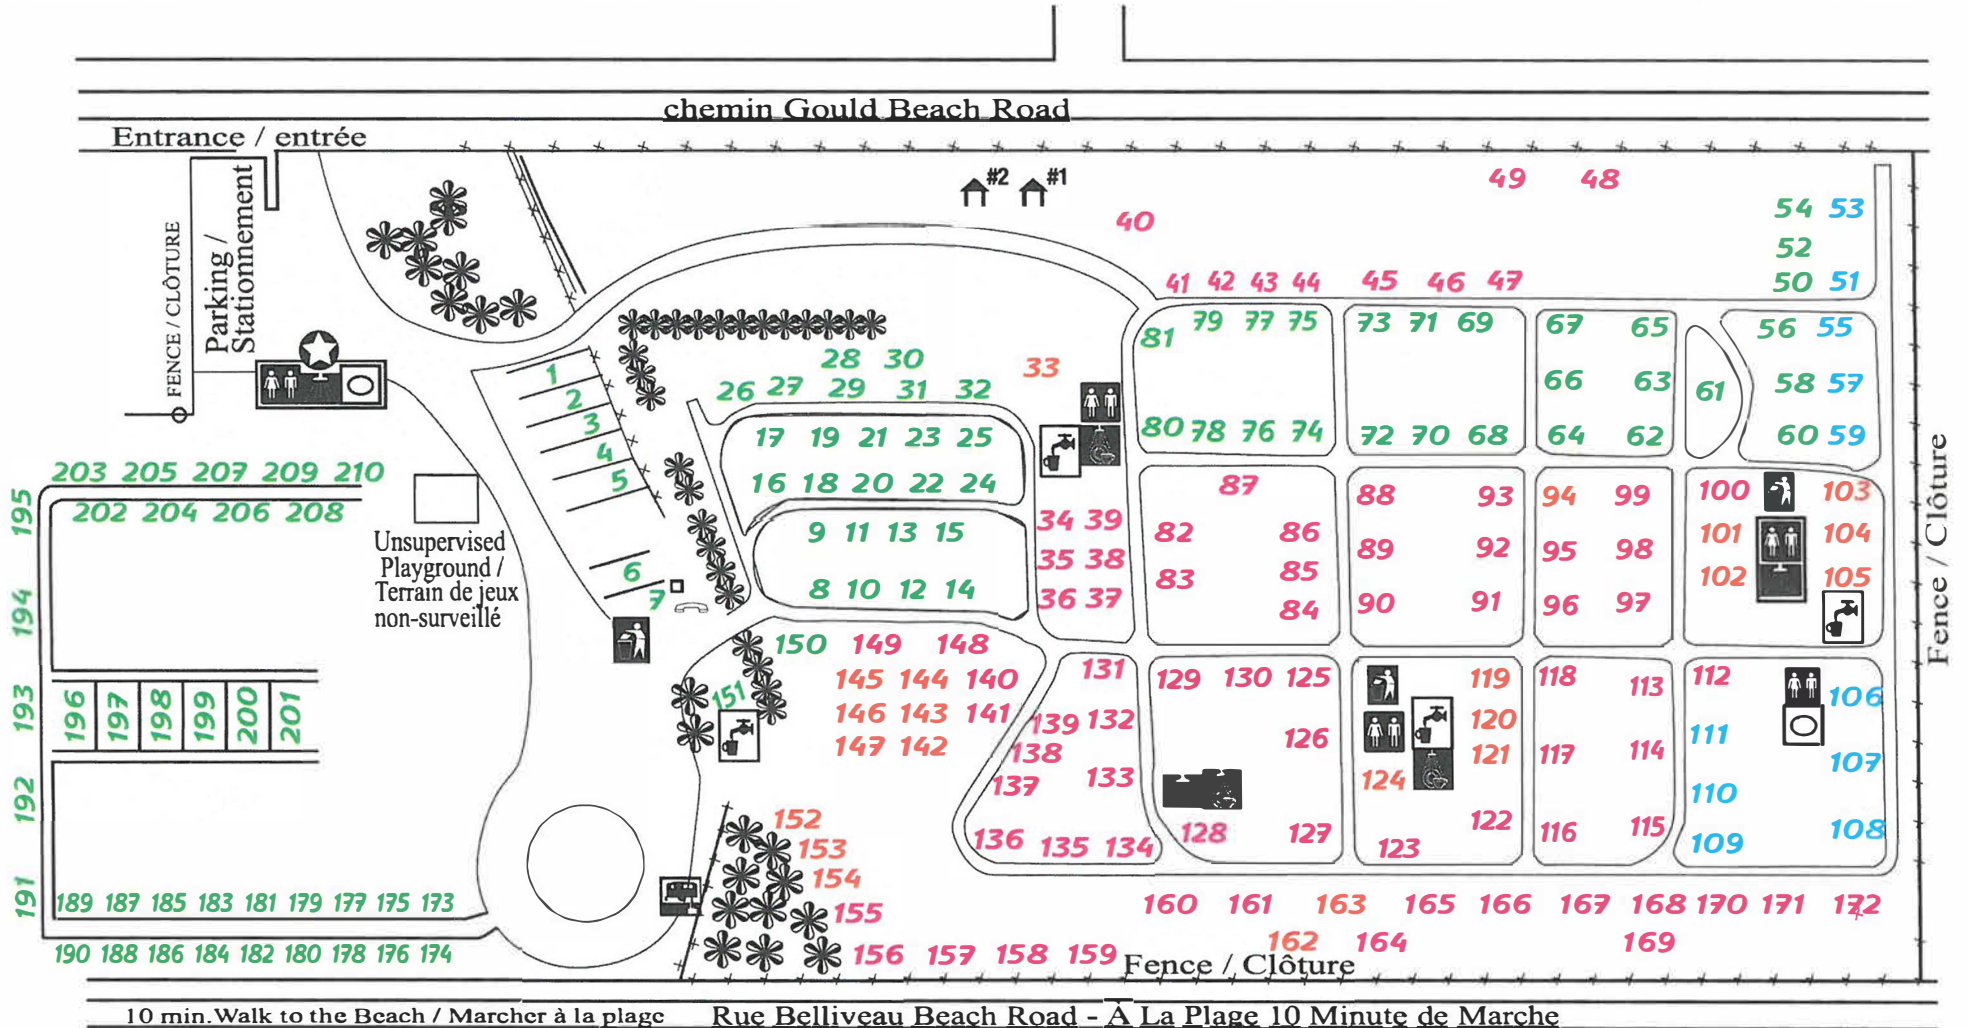 chemin Gould Beach Road
Entrance / entrée
#2 #1
49 48
54 53
40
52
41 42 43 44 45 46 47
50 51
FENCE / CLÔTURE
Parking /
Stationnement
81 79 77 75 73 71 69 67 65 56 55
28 30
33
1
26 27 29 31 32
66 63 61 58 57
2
3
17 19 21 23 25
80 78 76 74 72 70 68 64 62 60 59
4
5
203 205 207 209 210
16 18 20 22 24
87 88 93 94 99 100 103
195
202 204 206 208
34 39
82 86
101 104
9 11 13 15
Unsupervised
Playground /
Terrain de jeux
non-surveillé
35 38
89 92 95 98
Fence / Clôture
6
83 85
102 105
7
8 10 12 14
36 37
84 90 91 96 97
194
150 149 148
131
151
145 144 140
129 130 125
119 118 113 112
106
193
196 197 198 199 200 201
146 143 141
139 132
120
147 142
138
126
121 117 114 111
107
137 133
124
110
192
152
122
153
136 135 134
128 127
123
116 115
109 108
154
191
189 187 185 183 181 179 177 175 173
155
160 161 163 165 166 167 168 170 171 172
190 188 186 184 182 180 178 176 174
156 157 158 159
162 164 169
Fence / Clôture
10 min. Walk to the Beach / Marcher à la plage
Rue Belliveau Beach Road - A La Plage 10 Minute de Marche